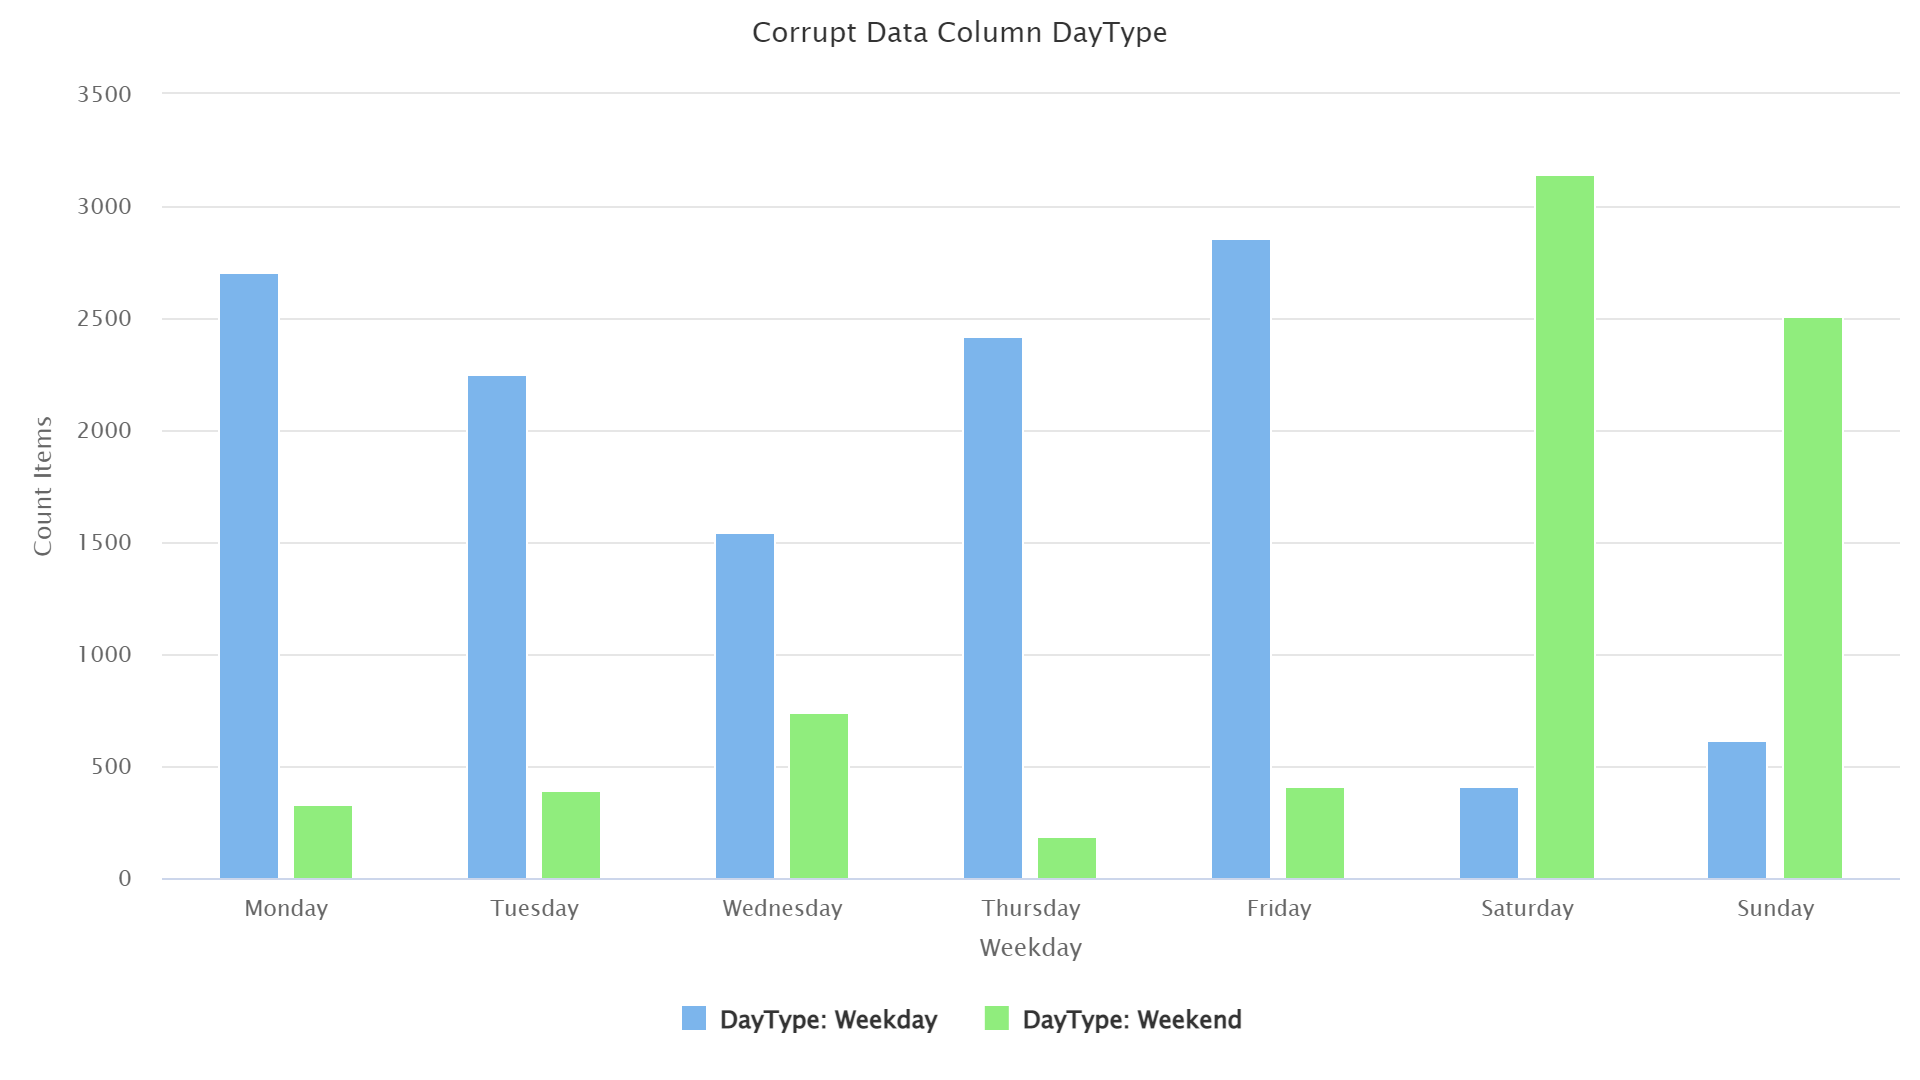 Corrupt Data Column DayType
3500
3000
2500
2000
1500
1000
500
0
Count Items
Monday Tuesday Wednesday Thursday Friday Saturday Sunday
Weekday
DayType: Weekday DayType: Weekend